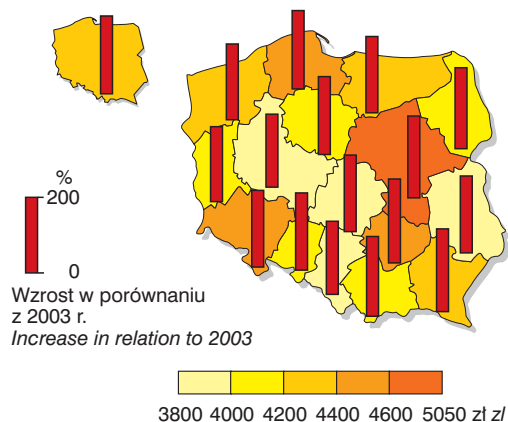 %
200
0
Wzrost w porównaniu
z 2003 r.
Increase in relation to 2003
3800 4000 4200 4400 4600 5050 zł zl